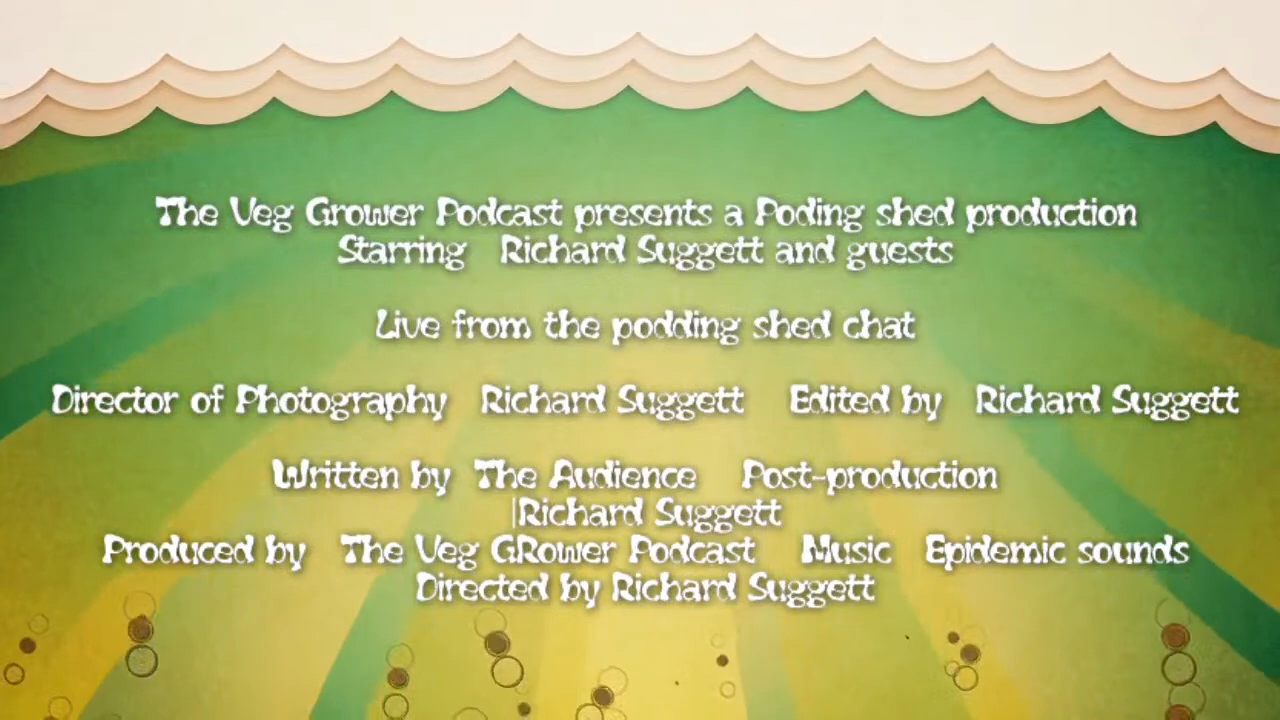 The Veg Grower Podcast presents a Poding shed production
Starring Richard Suggett and guests
Live from the podding shed chat
Director of Photography Richard Suggett Edited by Richard Suggett
Written by The Audience Post-production
|Richard Suggett
Produced by The Veg GRower Podcast Music Epidemic sounds
Directed by Richard Suggett